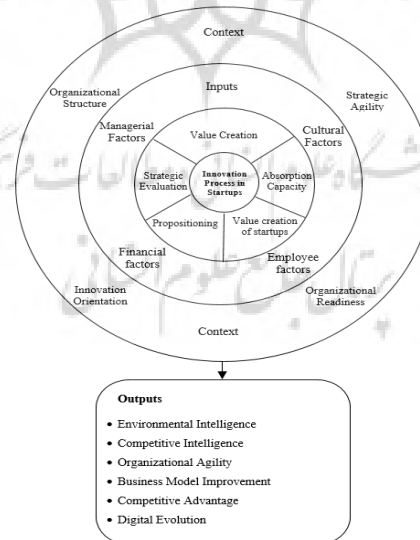 Context
Organizational
Structure
Strategic
Agility
Inputs
Managerial
Factors
Cultural
Factors
Value Creation
Strategic
Evaluation
Innovation
Process in
Startups
Absorption
Capacity
Propositioning
Value creation
of startups
Financial
factors
Employee
factors
Innovation
Orientation
Organizational
Readiness
Context
Outputs
• Environmental Intelligence
• Competitive Intelligence
• Organizational Agility
• Business Model Improvement
• Competitive Advantage
• Digital Evolution